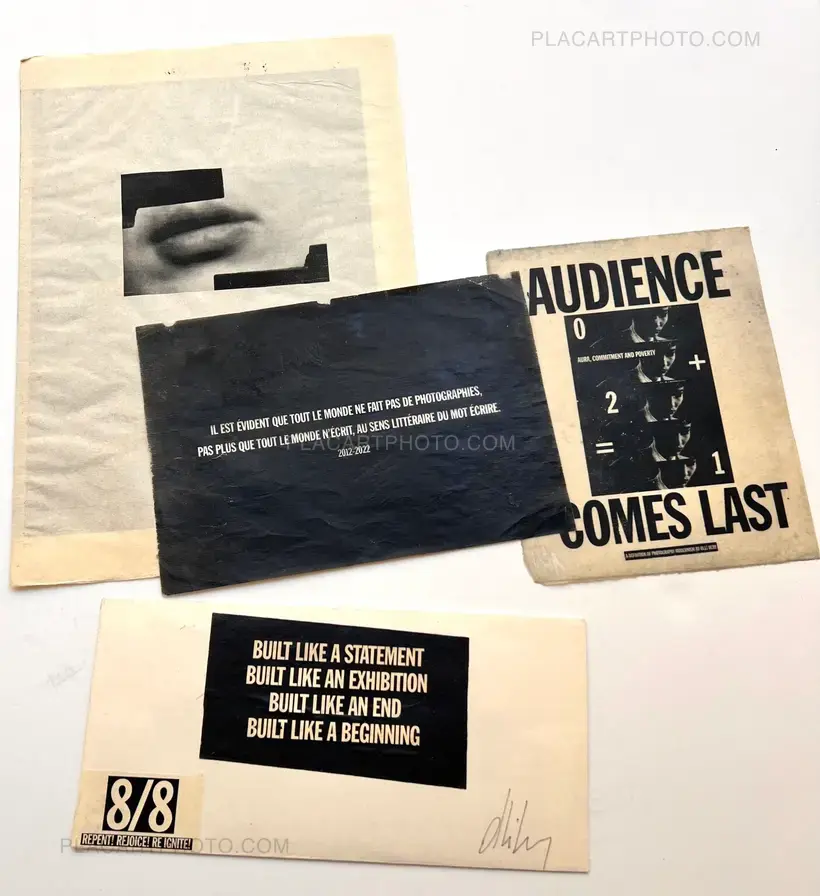 PLACARTPHOTO.COM
IL EST ÉVIDENT QUE TOUT LE MONDE NE FAIT PAS DE PHOTOGRAPHIES,
PAS PLUS QUE TOUT LE MONDE N'ÉCRIT, AU SENS LITTÉRAIRE DU MOT ÉCRIRE.
2012-2022
PLACARTPHOTO.COM
AUDIENCE
0
AURA, COMMITMENT AND POVERTY
+
2
=
1
COMES LAST
BUILT LIKE A STATEMENT
BUILT LIKE AN EXHIBITION
BUILT LIKE AN END
BUILT LIKE A BEGINNING
8/8
REPENT! REJOICE! RE IGNITE!
PLACARTPHOTO.COM